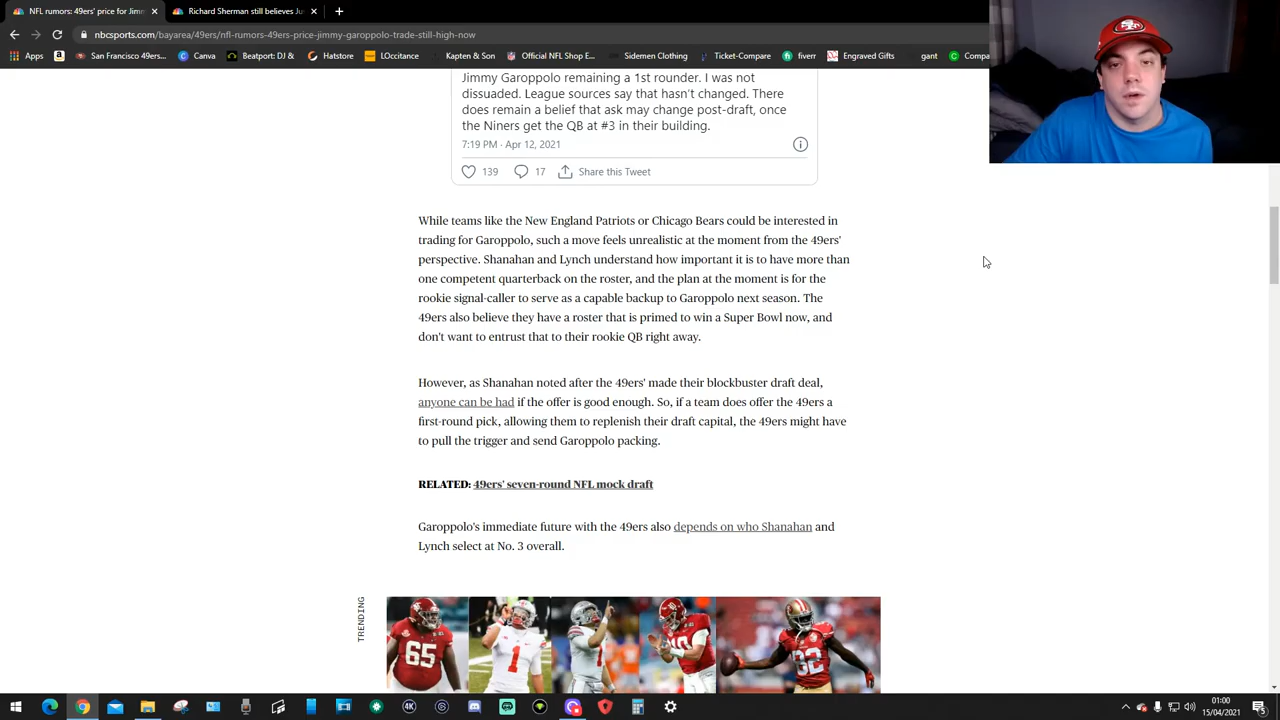 NFL rumors: 49ers' price for Jimm
Richard Sherman still believes Jus
nbcsports.com/bayarea/49ers/nfl-rumors-49ers-price-jimmy-garoppolo-trade-still-high-now
Apps
San Francisco 49ers...
Canva
Beatport: DJ &
Hatstore
LOccitance
Kapten & Son
Official NFL Shop E...
Sidemen Clothing
Ticket-Compare
fiverr
Engraved Gifts
gant
Compa
Jimmy Garoppolo remaining a 1st rounder. I was not
dissuaded. League sources say that hasn't changed. There
does remain a belief that ask may change post-draft, once
the Niners get the QB at #3 in their building.
7:19 PM · Apr 12, 2021
139
17
Share this Tweet
While teams like the New England Patriots or Chicago Bears could be interested in
trading for Garoppolo, such a move feels unrealistic at the moment from the 49ers'
perspective. Shanahan and Lynch understand how important it is to have more than
one competent quarterback on the roster, and the plan at the moment is for the
rookie signal-caller to serve as a capable backup to Garoppolo next season. The
49ers also believe they have a roster that is primed to win a Super Bowl now, and
don't want to entrust that to their rookie QB right away.
However, as Shanahan noted after the 49ers' made their blockbuster draft deal,
anyone can be had if the offer is good enough. So, if a team does offer the 49ers a
first-round pick, allowing them to replenish their draft capital, the 49ers might have
to pull the trigger and send Garoppolo packing.
RELATED: 49ers' seven-round NFL mock draft
Garoppolo's immediate future with the 49ers also depends on who Shanahan and
Lynch select at No. 3 overall.
TRENDING
65
1
10
32
4K
01:00
15/04/2021
5